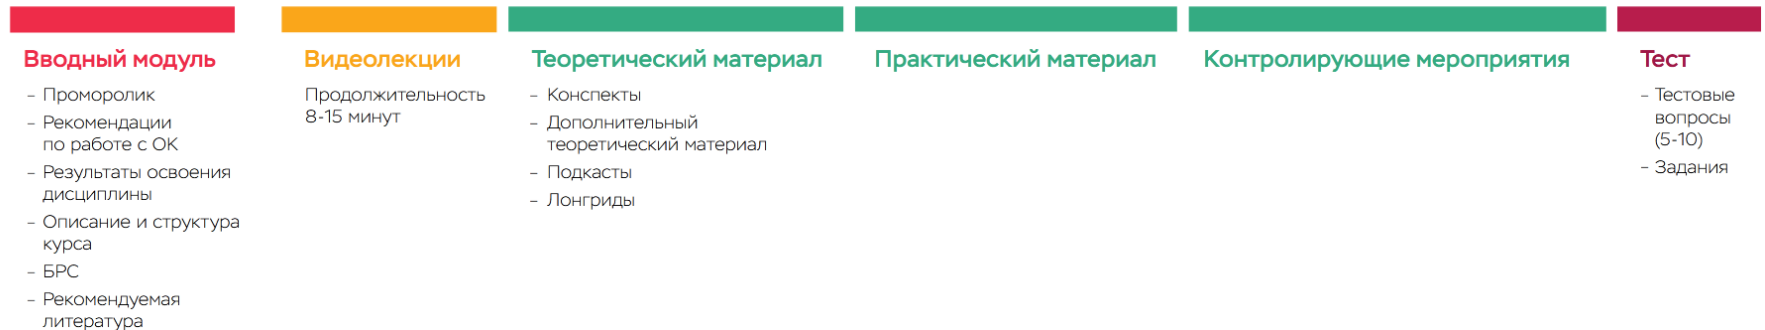 Вводный модуль
– Проморолик
– Рекомендации
по работе с ОК
– Результаты освоения
дисциплины
– Описание и структура
курса
– БРС
– Рекомендуемая
литература
Видеолекции
Продолжительность
8-15 минут
Теоретический материал
– Конспекты
– Дополнительный
теоретический материал
– Подкасты
– Лонгриды
Практический материал
Контролирующие мероприятия
Тест
– Тестовые
вопросы
(5-10)
– Задания